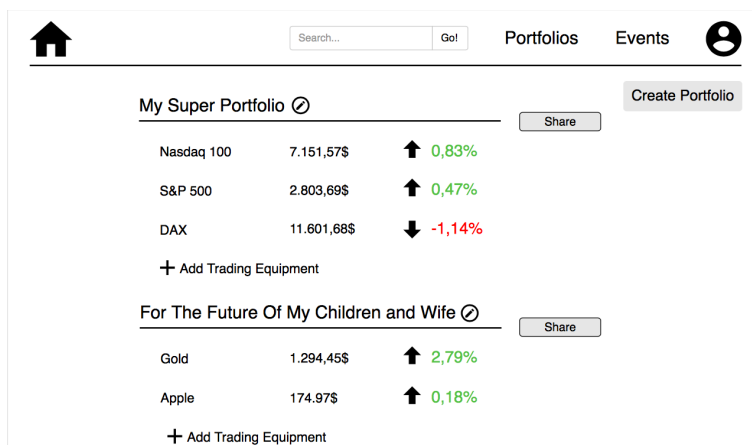 Search... Go! Portfolios Events
Create Portfolio
My Super Portfolio
Share
Nasdaq 100 7.151,57$ 0,83%
S&P 500 2.803,69$ 0,47%
DAX 11.601,68$ -1,14%
Add Trading Equipment
For The Future Of My Children and Wife
Share
Gold 1.294,45$ 2,79%
Apple 174.97$ 0,18%
Add Trading Equipment